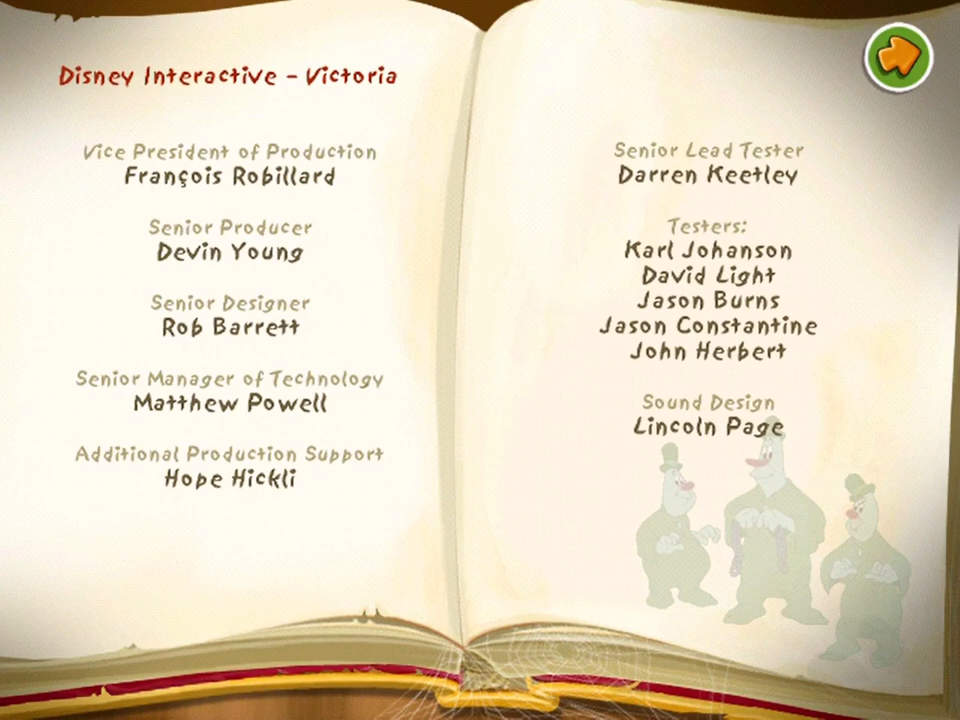 Disney Interactive - Victoria
Vice President of Production
François Robillard
Senior Producer
Devin Young
Senior Designer
Rob Barrett
Senior Manager of Technology
Matthew Powell
Additional Production Support
Hope Hickli
Senior Lead Tester
Darren Keetley
Testers:
Karl Johanson
David Light
Jason Burns
Jason Constantine
John Herbert
Sound Design
Lincoln Page